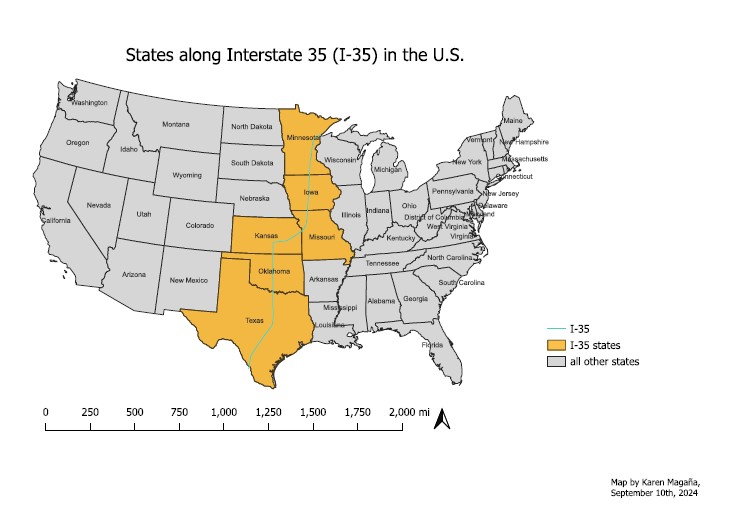 States along Interstate 35 (I-35) in the U.S.
Washington
Montana
North Dakota
Minnesota
Maine
Oregon
Idaho
South Dakota
Wisconsin
Michigan
Vermont
New Hampshire
Wyoming
New York
Massachusetts
Connecticut
Nebraska
Iowa
Pennsylvania
New Jersey
Nevada
Utah
Colorado
Illinois
Indiana
Ohio
Delaware
Maryland
District of Columbia
California
Kansas
Missouri
West Virginia
Virginia
Kentucky
Arizona
New Mexico
Oklahoma
Arkansas
Tennessee
North Carolina
South Carolina
Texas
Louisiana
Mississippi
Alabama
Georgia
Florida
I-35
I-35 states
all other states
0 250 500 750 1,000 1,250 1,500 1,750 2,000 mi
Map by Karen Magaña,
September 10th, 2024